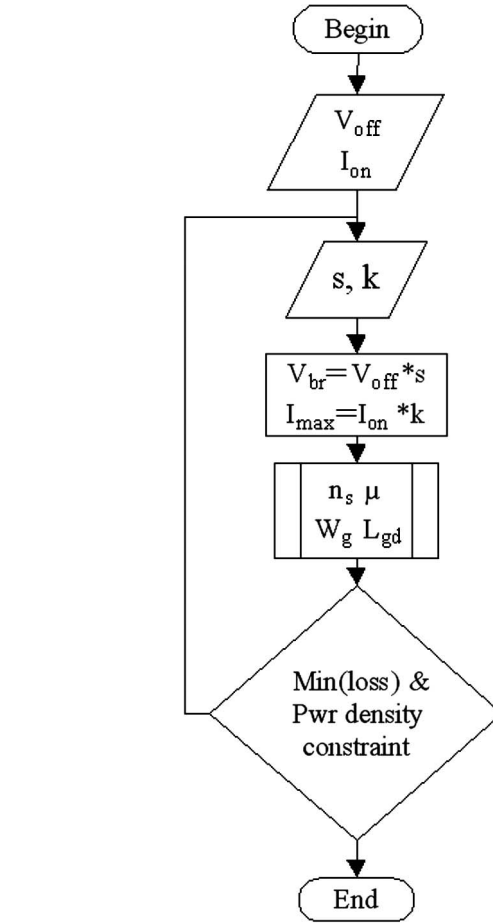 Begin
V_off
I_on
s, k
V_br=V_off*s
I_max=I_on *k
n_s μ
W_g L_gd
Min(loss) &
Pwr density
constraint
End